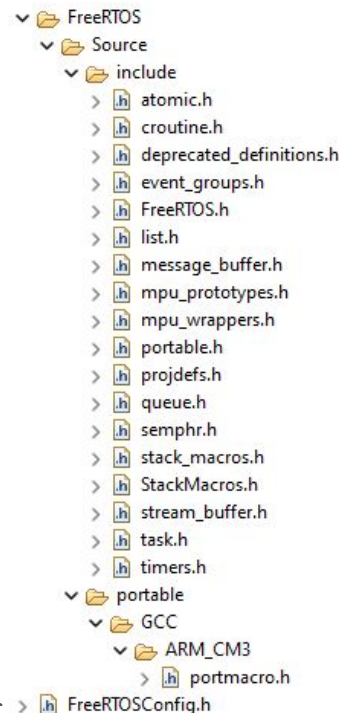 FreeRTOS
Source
include
atomic.h
croutine.h
deprecated_definitions.h
event_groups.h
FreeRTOS.h
list.h
message_buffer.h
mpu_prototypes.h
mpu_wrappers.h
portable.h
projdefs.h
queue.h
semphr.h
stack_macros.h
StackMacros.h
stream_buffer.h
task.h
timers.h
portable
GCC
ARM_CM3
portmacro.h
FreeRTOSConfig.h